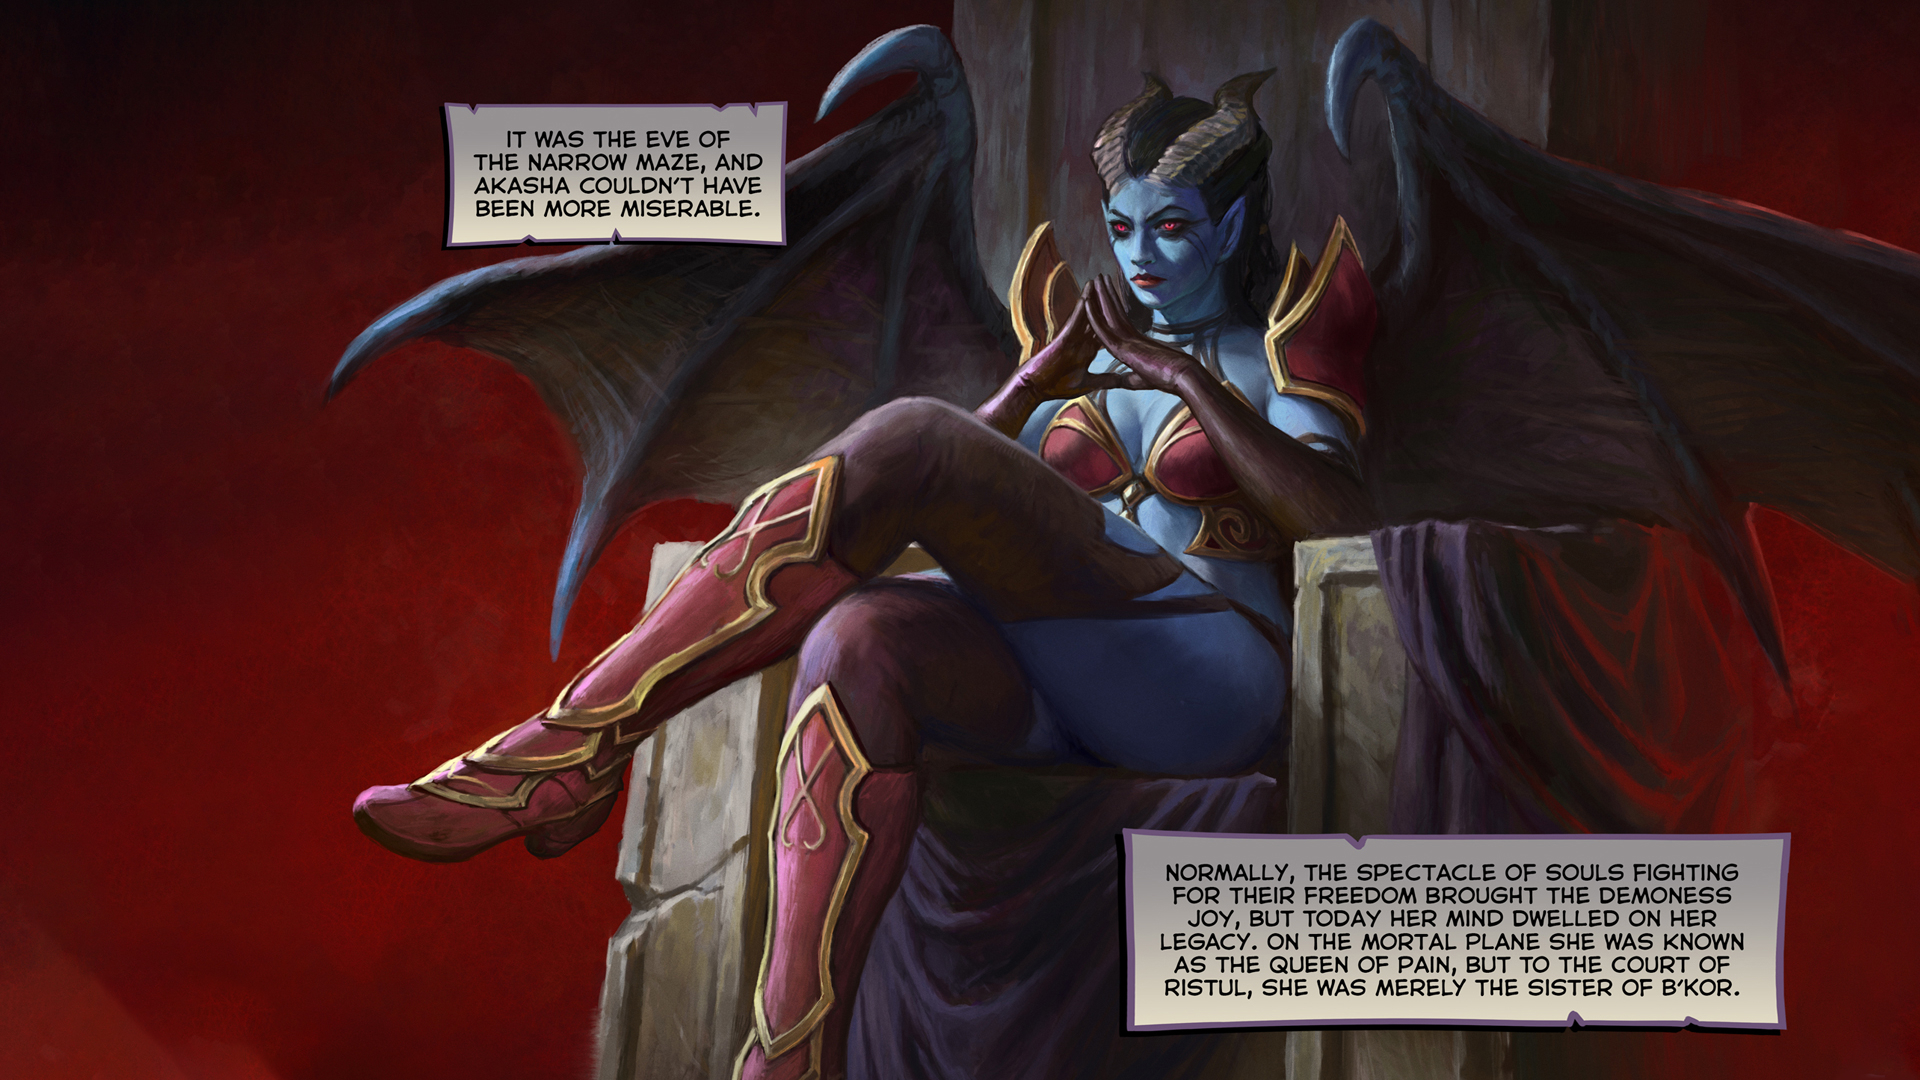 IT WAS THE EVE OF
THE NARROW MAZE, AND
AKASHA COULDN'T HAVE
BEEN MORE MISERABLE.
NORMALLY, THE SPECTACLE OF SOULS FIGHTING
FOR THEIR FREEDOM BROUGHT THE DEMONESS
JOY, BUT TODAY HER MIND DWELLED ON HER
LEGACY. ON THE MORTAL PLANE SHE WAS KNOWN
AS THE QUEEN OF PAIN, BUT TO THE COURT OF
RISTUL, SHE WAS MERELY THE SISTER OF B'KOR.